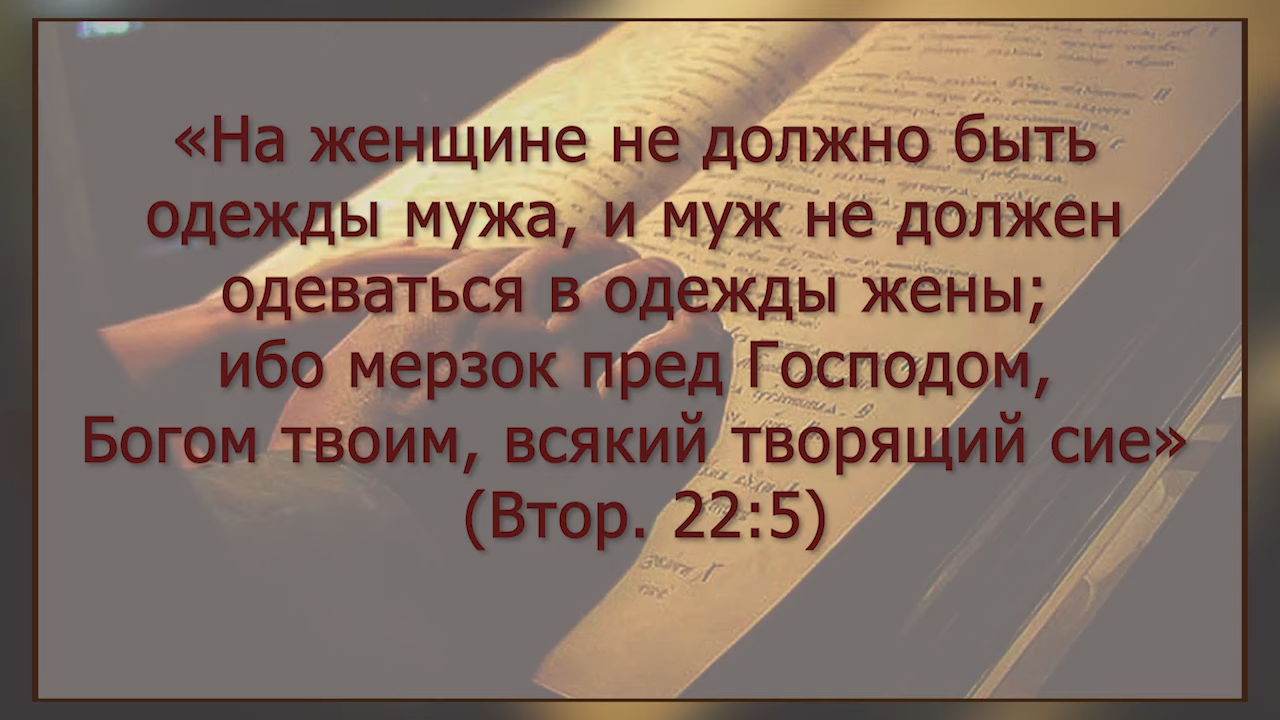 «На женщине не должно быть
одежды мужа, и муж не должен
одеваться в одежды жены;
ибо мерзок пред Господом,
Богом твоим, всякий творящий сие»
(Втор. 22:5)